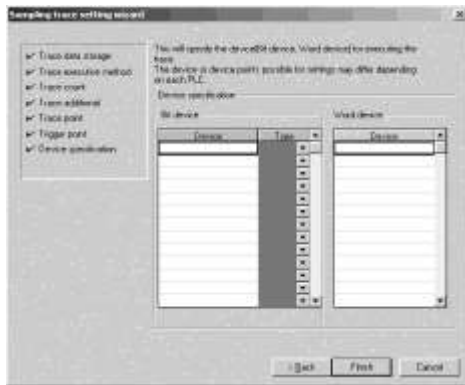 Sampling trace setting wizard
Trace data storage
Trace execution method
Trace count
Trace additional
Trace point
Trigger point
Device specification
This will specify the device(Bit device, Word device) for executing the
trace.
The device or device points possible for settings may differ depending
on each PLC.
Device specification
Bit device
Device
Type
Word device
Device
< Back
Finish
Cancel